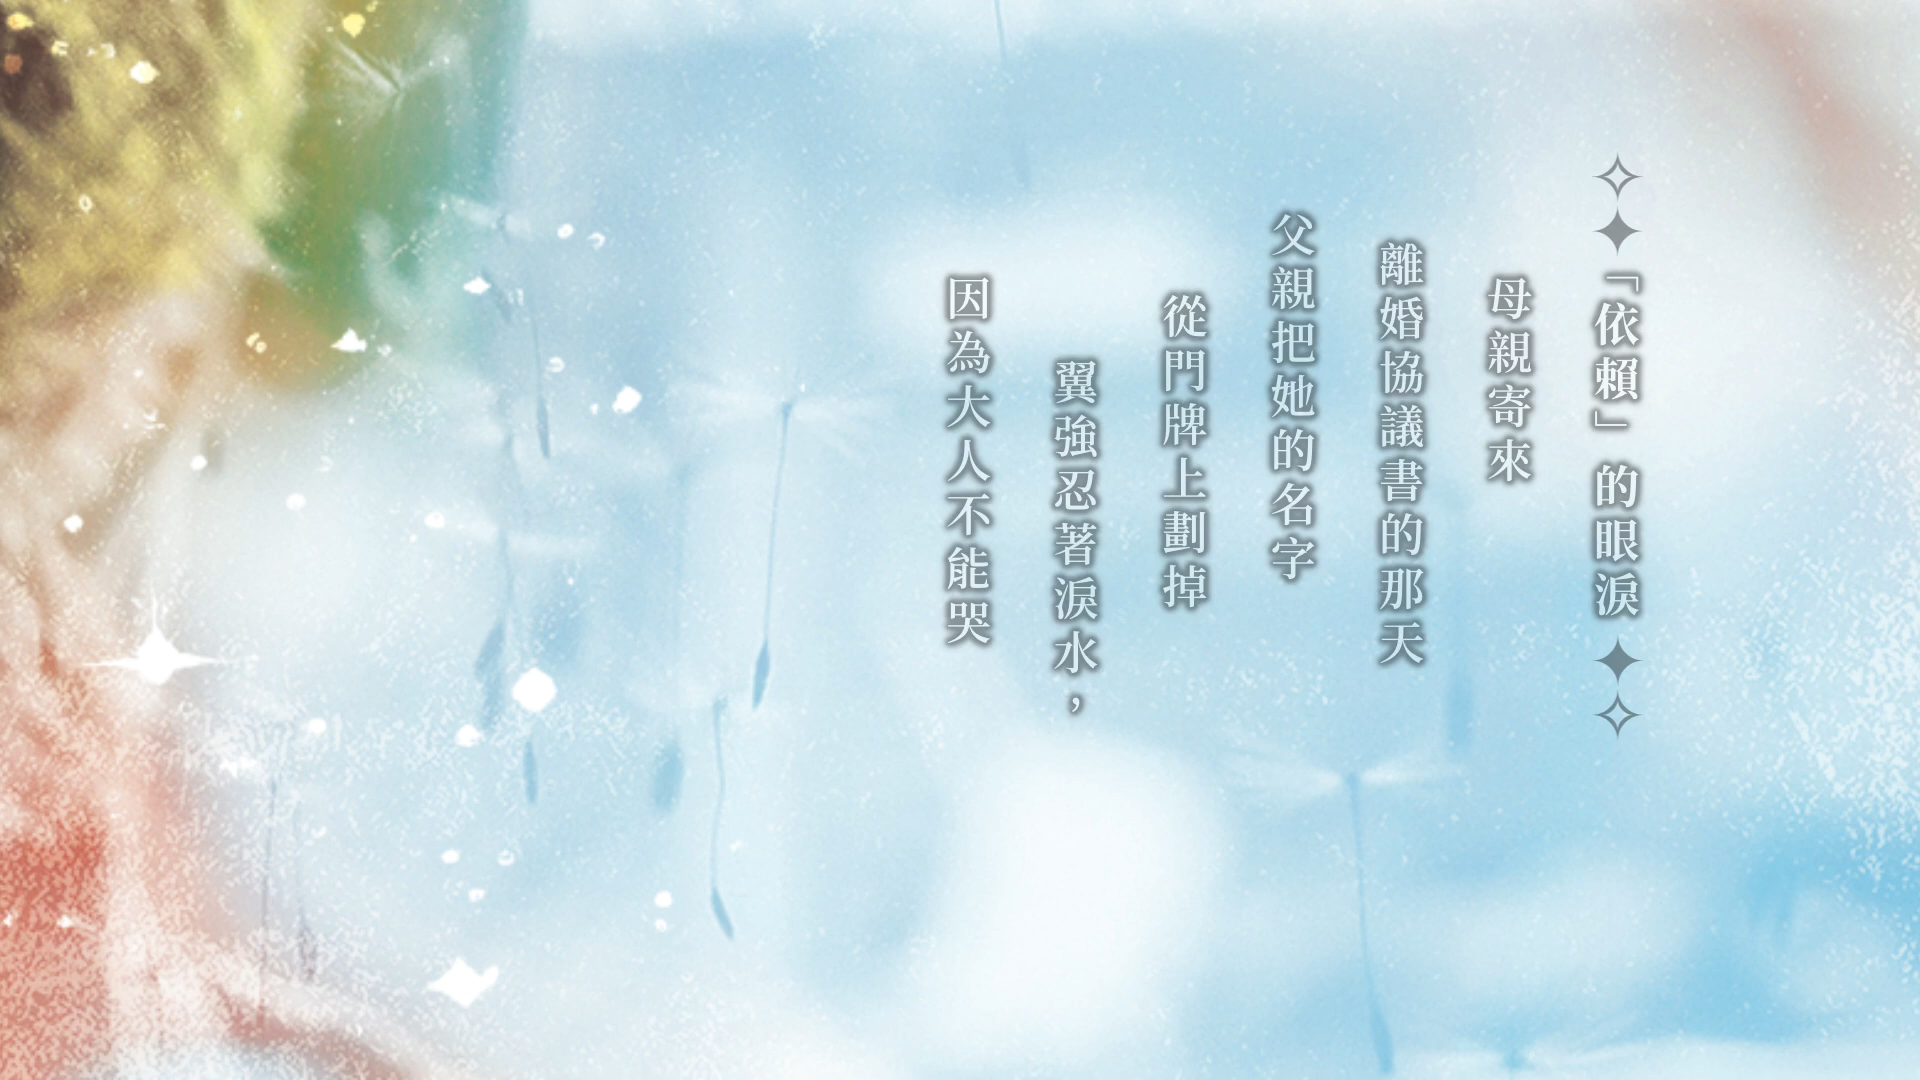 ✧✦「依賴」的眼淚✦✧
母親寄來
離婚協議書的那天
父親把她的名字
從門牌上劃掉
翼強忍著淚水，
因為大人不能哭